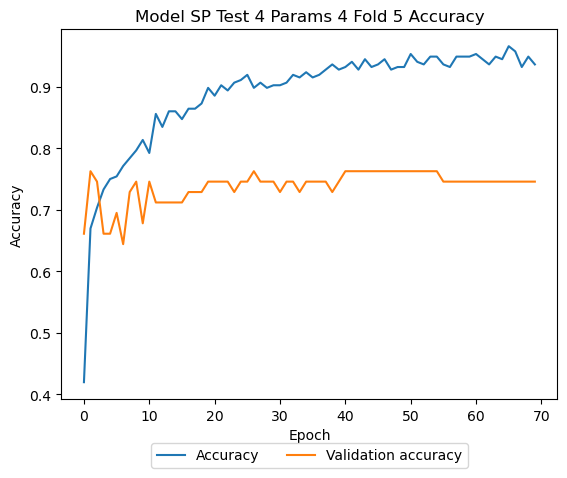 Model SP Test 4 Params 4 Fold 5 Accuracy
Accuracy
0.9
0.8
0.7
0.6
0.5
0.4
0 10 20 30 40 50 60 70
Epoch
Accuracy Validation accuracy